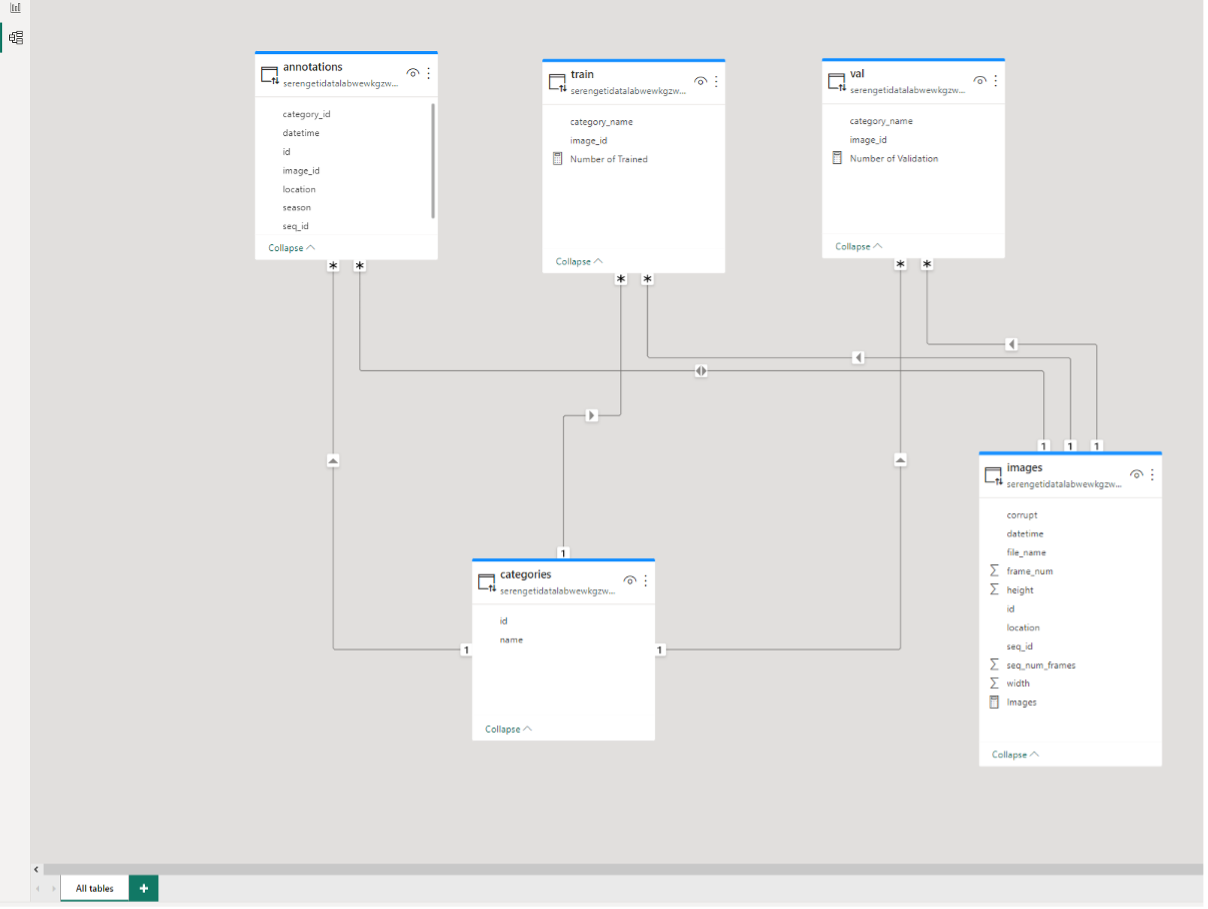 annotations
serengetidatalabwewkgzw...
category_id
datetime
id
image_id
location
season
seq_id
Collapse
train
serengetidatalabwewkgzw...
category_name
image_id
Number of Trained
Collapse
val
serengetidatalabwewkgzw...
category_name
image_id
Number of Validation
Collapse
* *
* *
* *
1 1 1
images
serengetidatalabwewkgzw...
corrupt
datetime
file_name
frame_num
height
id
location
seq_id
seq_num_frames
width
Images
Collapse
1
categories
serengetidatalabwewkgzw...
id
name
1 1
Collapse
All tables +